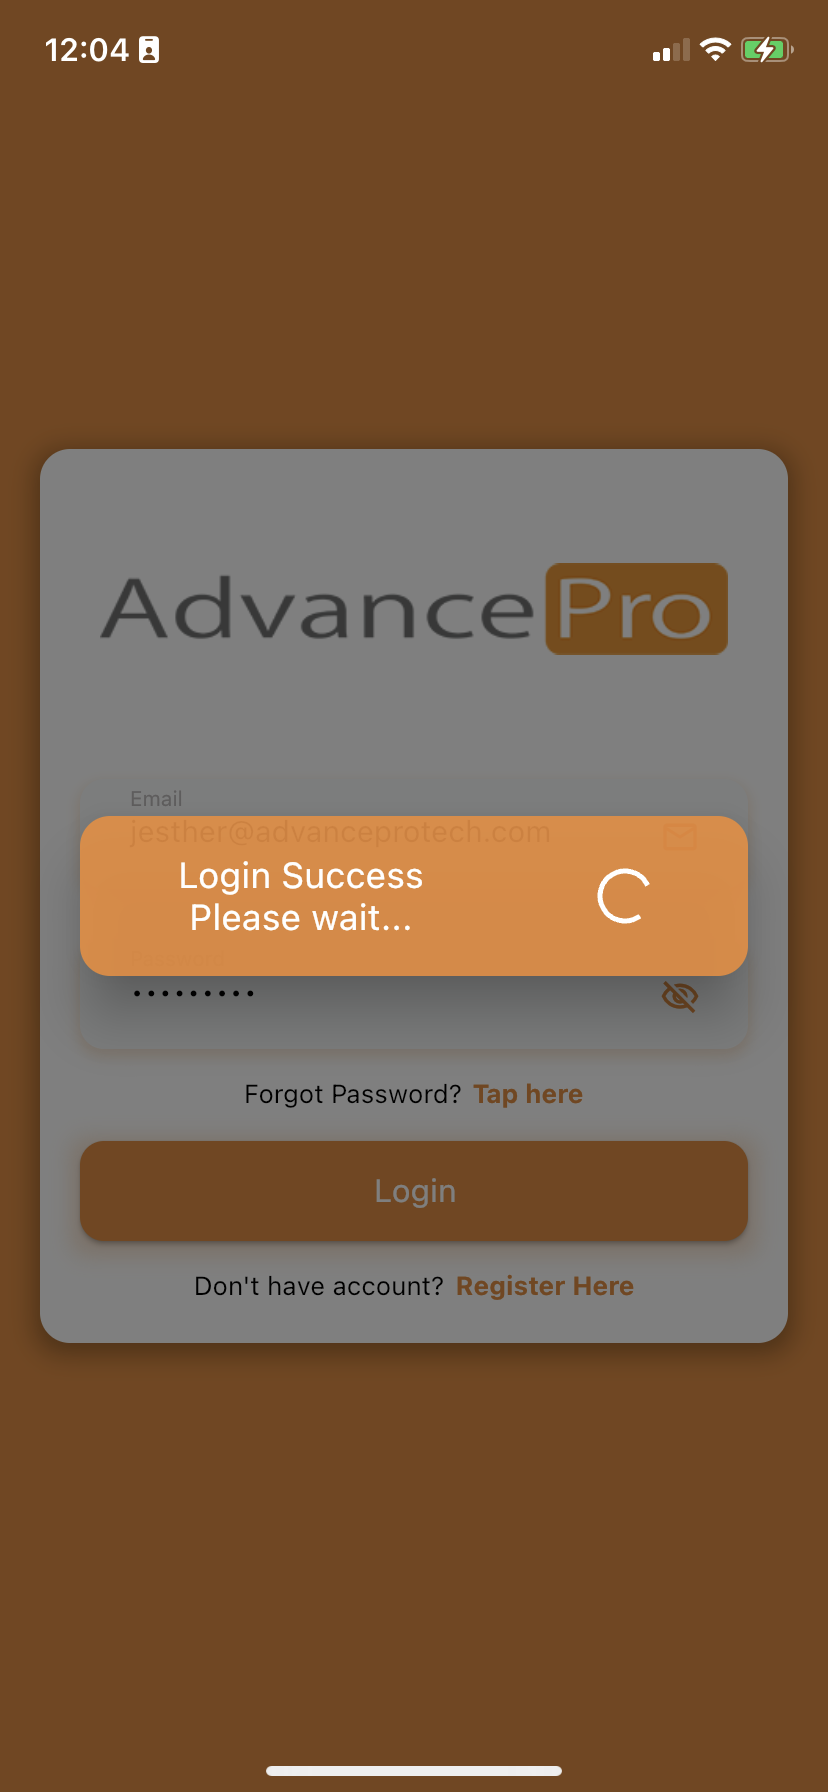 12:04
AdvancePro
Email
jesther@advanceprotech.com
Login Success
Please wait...
Password
•••••••••
Forgot Password? Tap here
Login
Don't have account? Register Here